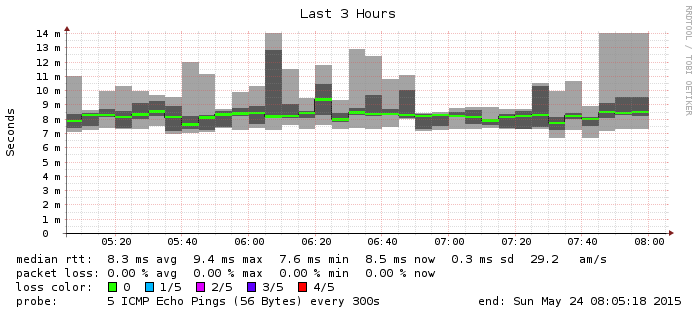 Last 3 Hours
RRDTOOL / TOBI OETIKER
Seconds
14 m
13 m
12 m
11 m
10 m
9 m
8 m
7 m
6 m
5 m
4 m
3 m
2 m
1 m
0
05:20 05:40 06:00 06:20 06:40 07:00 07:20 07:40 08:00
median rtt: 8.3 ms avg 9.4 ms max 7.6 ms min 8.5 ms now 0.3 ms sd 29.2 am/s
packet loss: 0.00 % avg 0.00 % max 0.00 % min 0.00 % now
loss color: 0 1/5 2/5 3/5 4/5
probe: 5 ICMP Echo Pings (56 Bytes) every 300s end: Sun May 24 08:05:18 2015